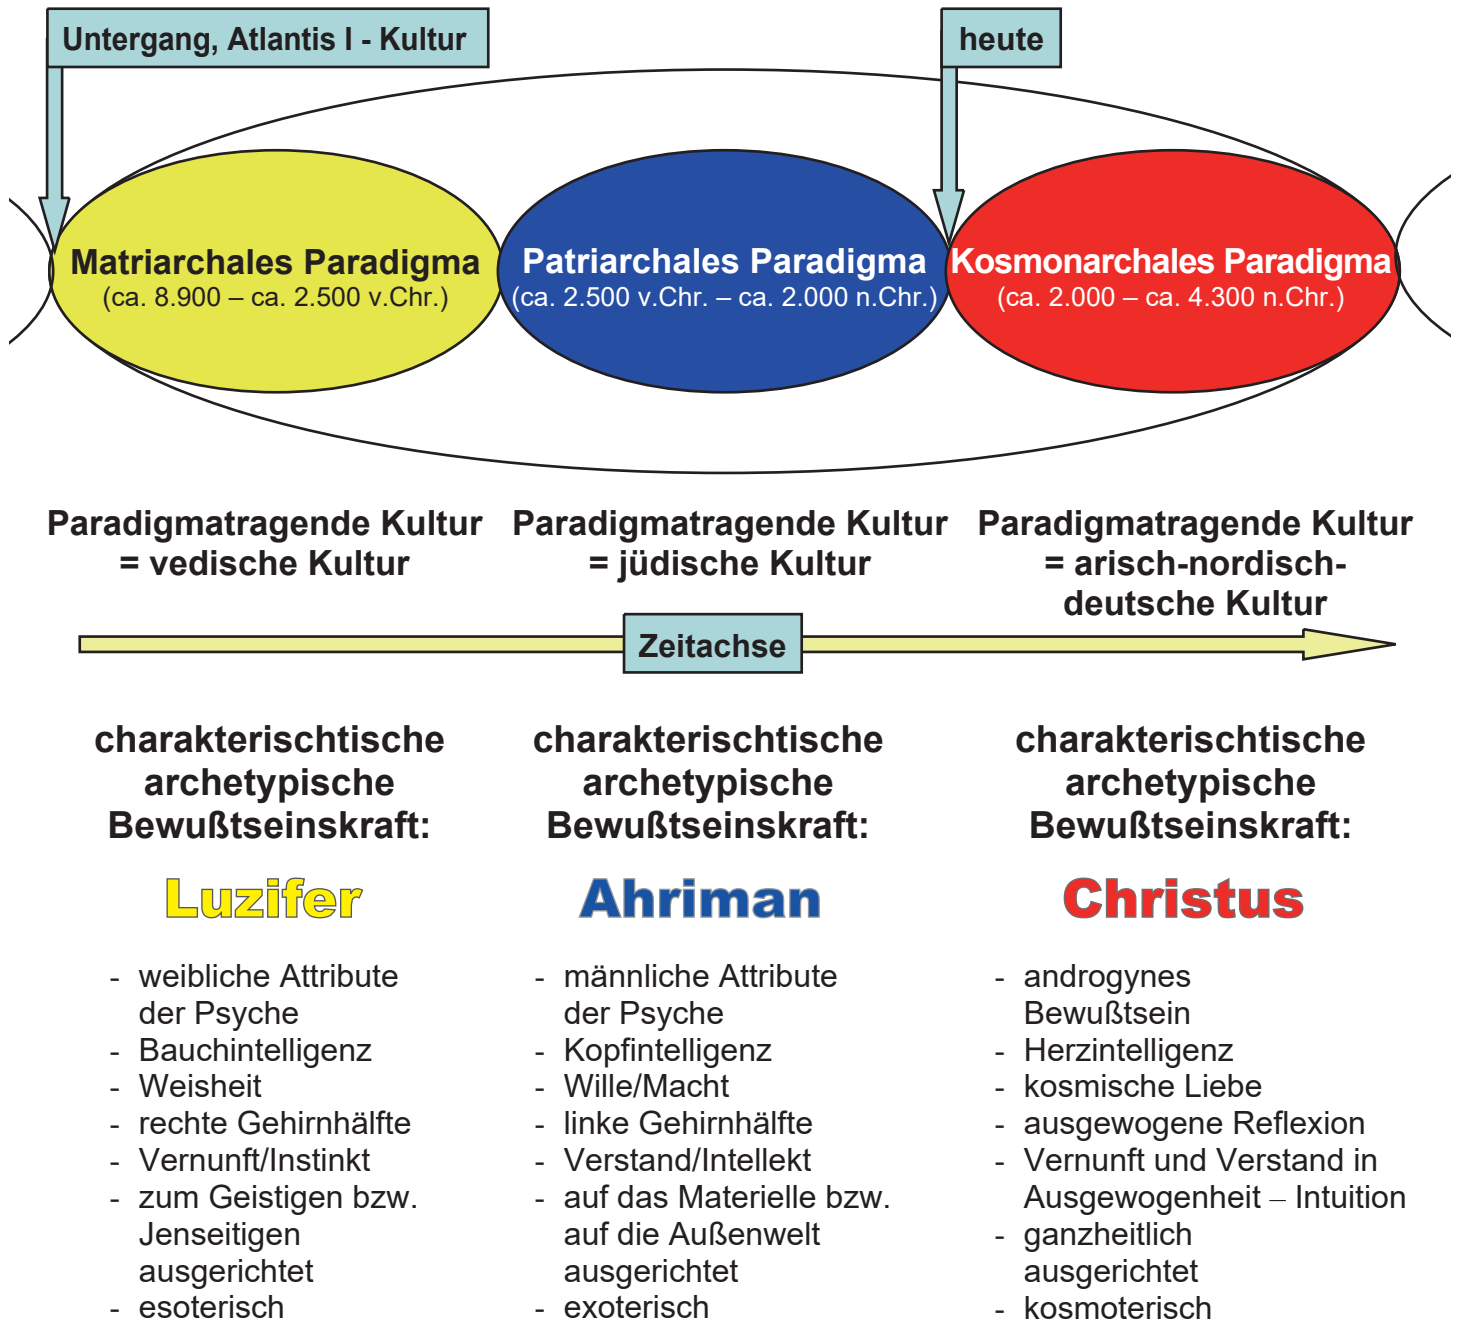 Untergang, Atlantis I - Kultur
heute
Matriarchales Paradigma
(ca. 8.900 – ca. 2.500 v.Chr.)
Patriarchales Paradigma
(ca. 2.500 v.Chr. – ca. 2.000 n.Chr.)
Kosmonarchales Paradigma
(ca. 2.000 – ca. 4.300 n.Chr.)
Paradigmatragende Kultur
= vedische Kultur
Paradigmatragende Kultur
= jüdische Kultur
Paradigmatragende Kultur
= arisch-nordisch-
deutsche Kultur
Zeitachse
charakterischtische
archetypische
Bewußtseinskraft:
Luzifer
- weibliche Attribute
der Psyche
- Bauchintelligenz
- Weisheit
- rechte Gehirnhälfte
- Vernunft/Instinkt
- zum Geistigen bzw.
Jenseitigen
ausgerichtet
- esoterisch
charakterischtische
archetypische
Bewußtseinskraft:
Ahriman
- männliche Attribute
der Psyche
- Kopfintelligenz
- Wille/Macht
- linke Gehirnhälfte
- Verstand/Intellekt
- auf das Materielle bzw.
auf die Außenwelt
ausgerichtet
- exoterisch
charakterischtische
archetypische
Bewußtseinskraft:
Christus
- androgynes
Bewußtsein
- Herzintelligenz
- kosmische Liebe
- ausgewogene Reflexion
- Vernunft und Verstand in
Ausgewogenheit – Intuition
- ganzheitlich
ausgerichtet
- kosmoterisch